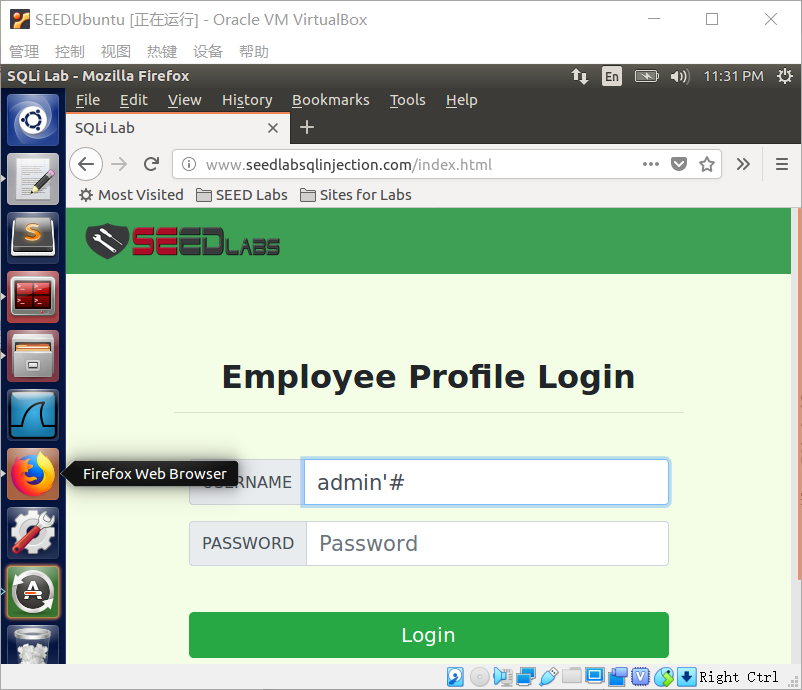 SEEDUbuntu [正在运行] - Oracle VM VirtualBox
管理 控制 视图 热键 设备 帮助
SQLi Lab - Mozilla Firefox En 11:31 PM
File Edit View History Bookmarks Tools Help
SQLi Lab
www.seedlabsqlinjection.com/index.html
Most Visited SEED Labs Sites for Labs
SEEDLABS
Employee Profile Login
Firefox Web Browser
USERNAME admin'#
PASSWORD Password
Login
Right Ctrl